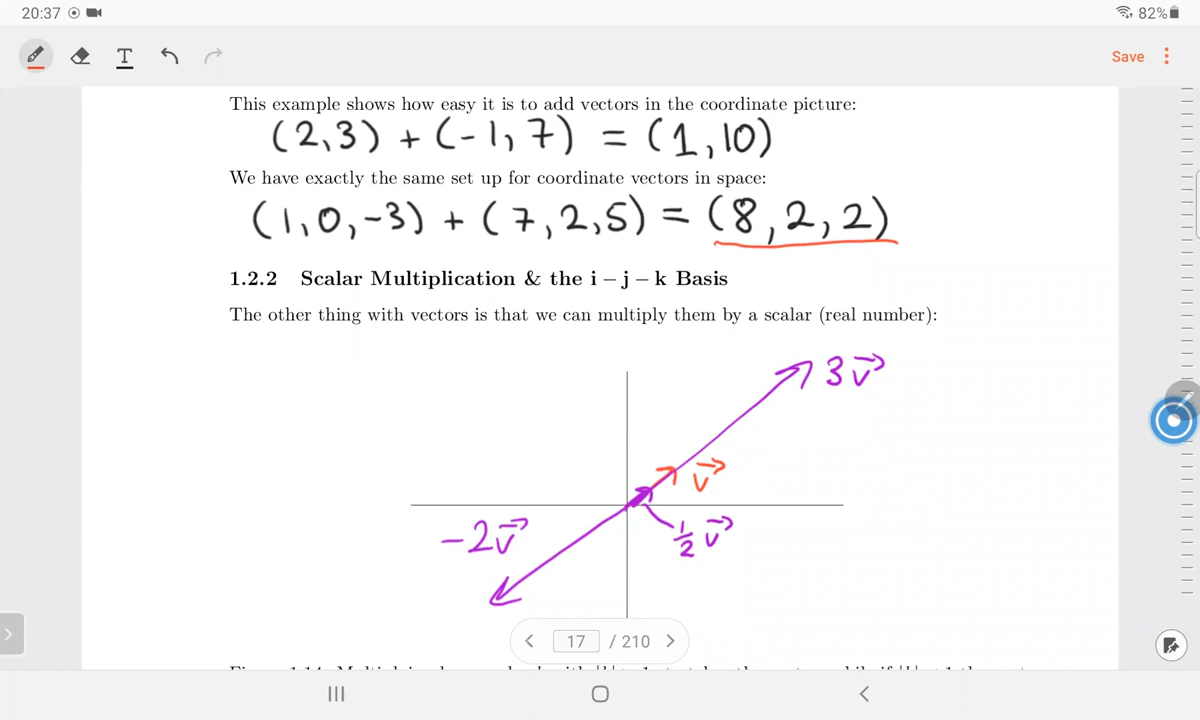 20:37
82%
T
Save
This example shows how easy it is to add vectors in the coordinate picture:
(2,3) + (-1,7) = (1,10)
We have exactly the same set up for coordinate vectors in space:
(1,0,-3) + (7,2,5) = (8,2,2)
1.2.2 Scalar Multiplication & the i – j – k Basis
The other thing with vectors is that we can multiply them by a scalar (real number):
3v⃗
v⃗
-2v⃗
½v⃗
17 / 210